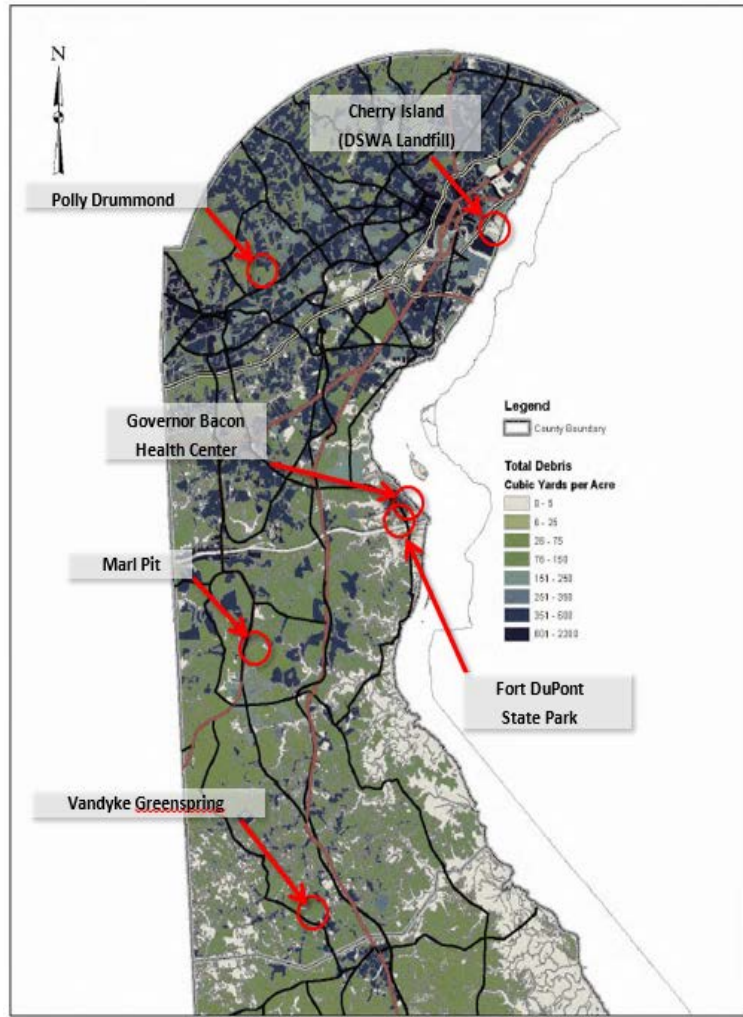 N
Cherry Island
(DSWA Landfill)
Polly Drummond
Governor Bacon
Health Center
Marl Pit
Fort DuPont
State Park
Vandyke Greenspring
Legend
County Boundary
Total Debris
Cubic Yards per Acre
0 - 5
6 - 25
26 - 75
76 - 150
151 - 250
251 - 350
351 - 600
601 - 2300